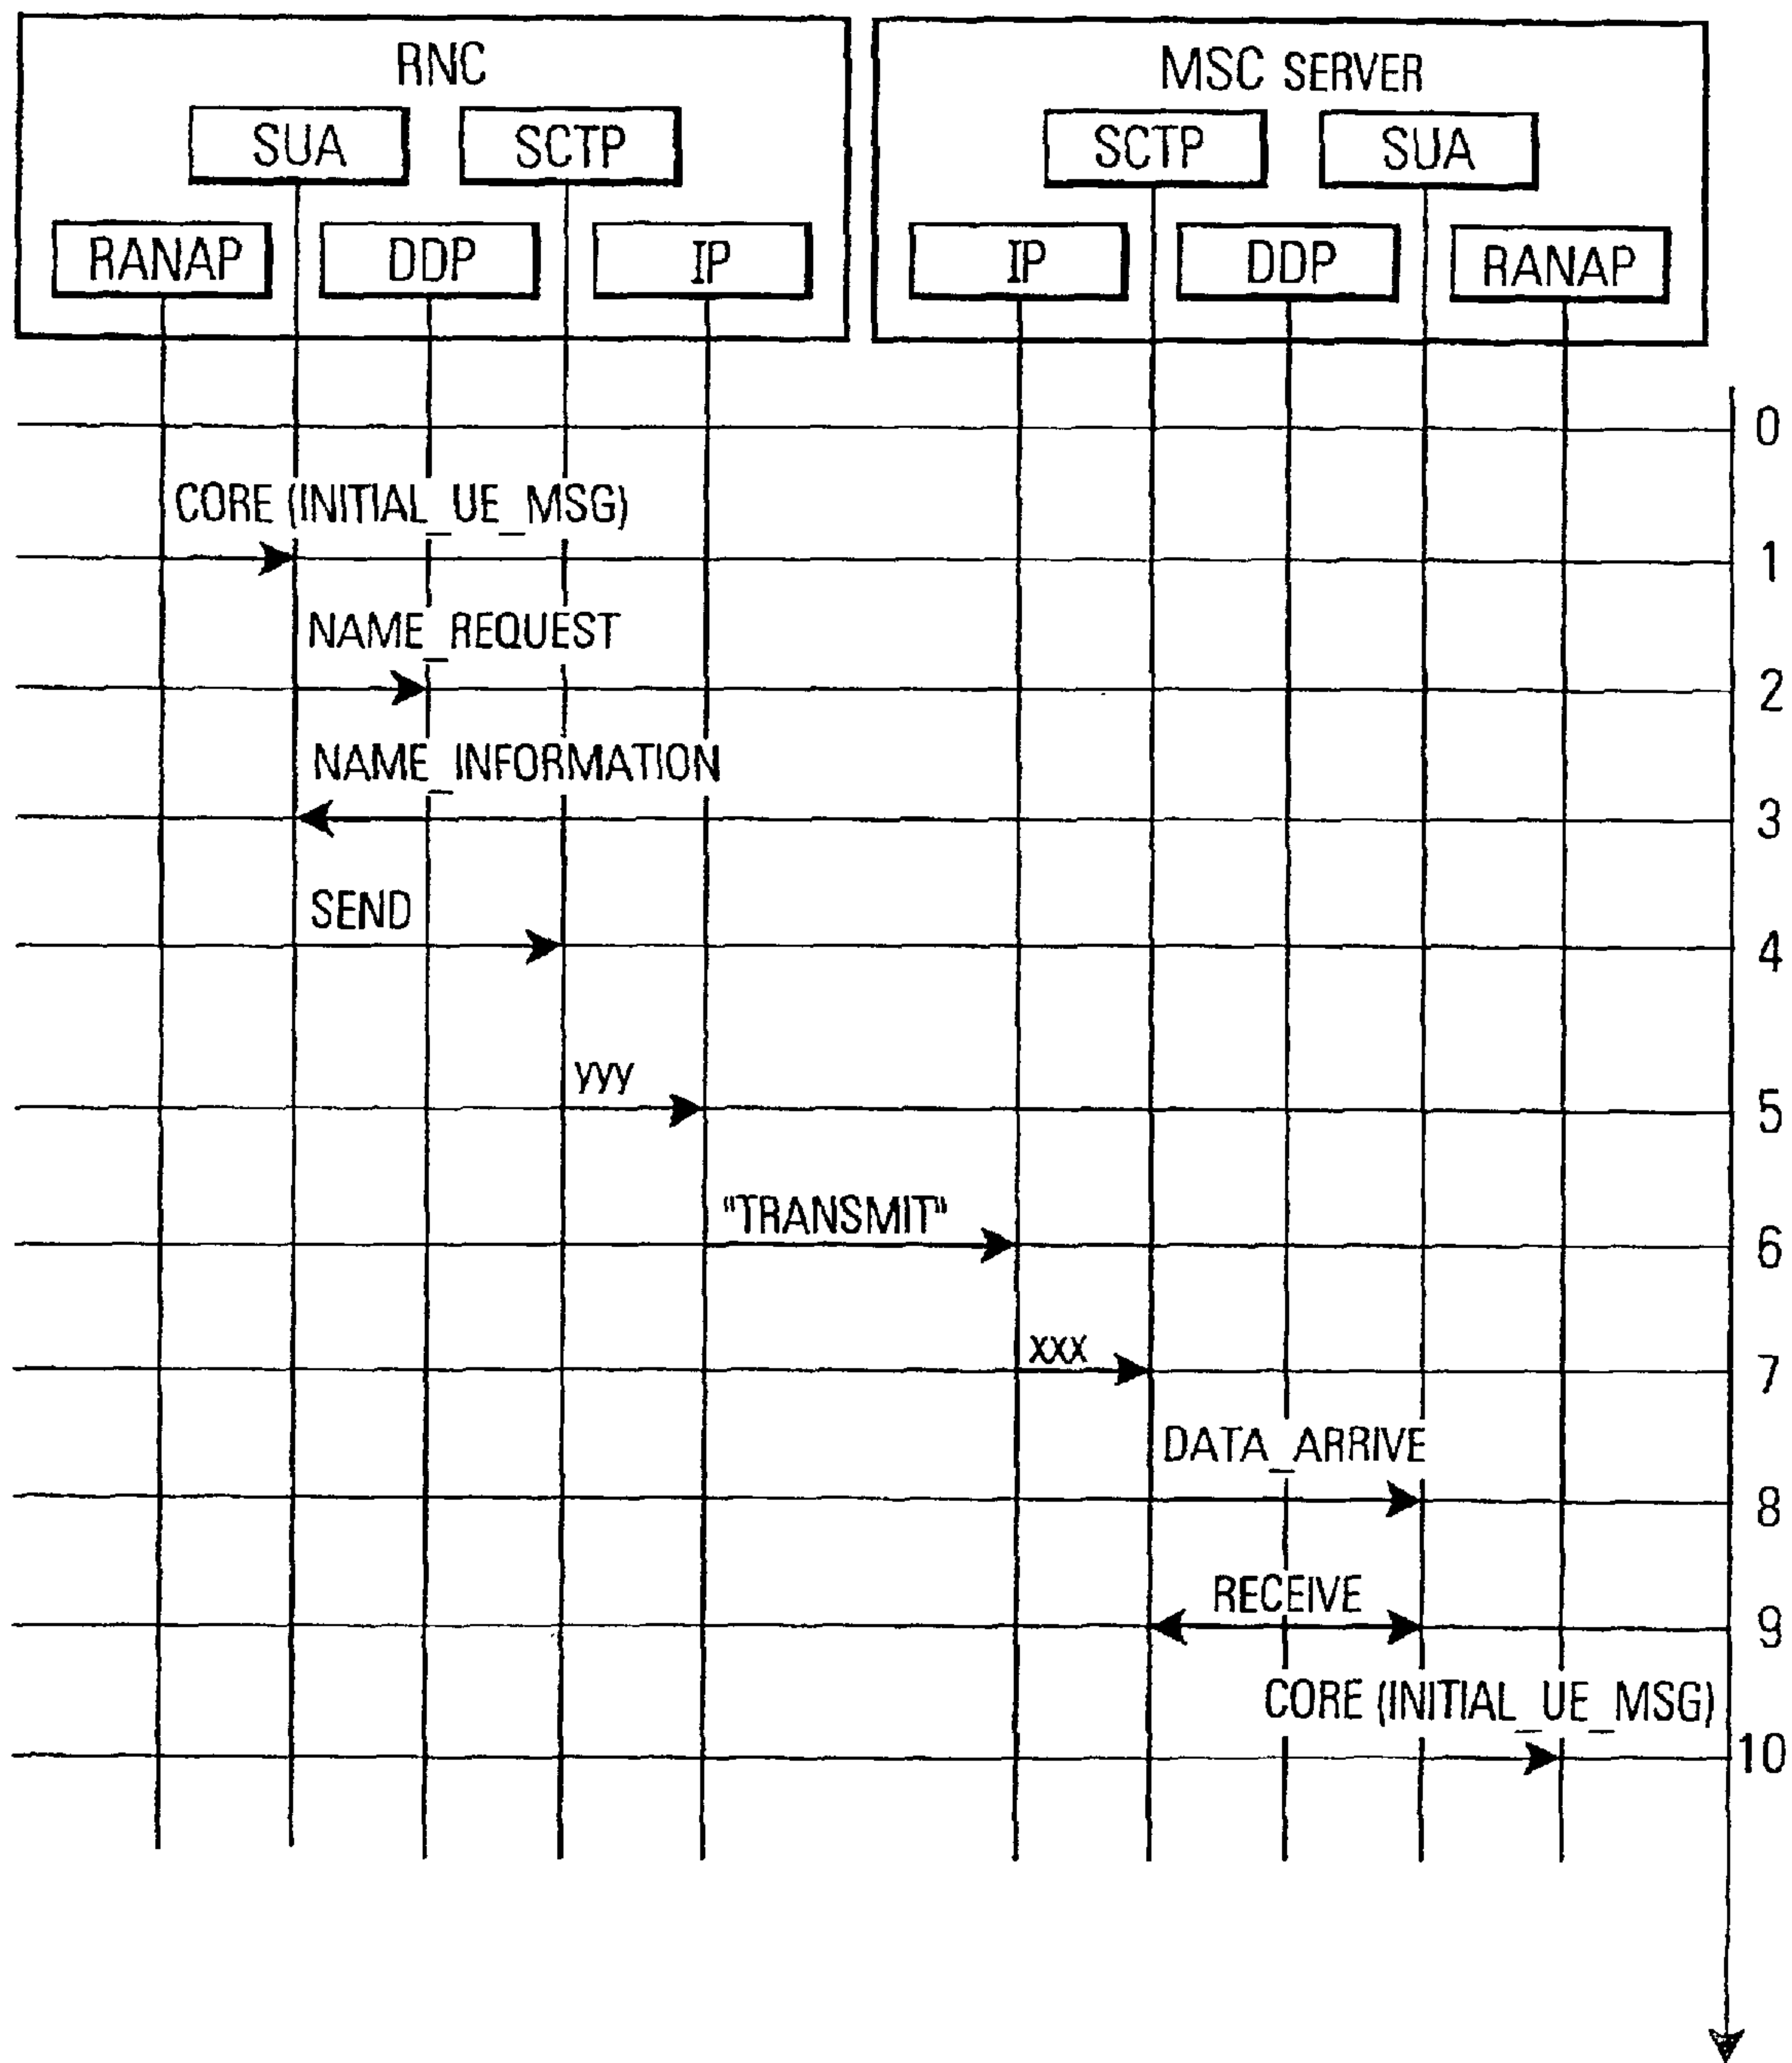 RNC
MSC SERVER
SUA
SCTP
SCTP
SUA
RANAP
DDP
IP
IP
DDP
RANAP
0
CORE (INITIAL_UE_MSG)
1
NAME_REQUEST
2
NAME_INFORMATION
3
SEND
4
yyy
5
"TRANSMIT"
6
xxx
7
DATA_ARRIVE
8
RECEIVE
9
CORE (INITIAL_UE_MSG)
10